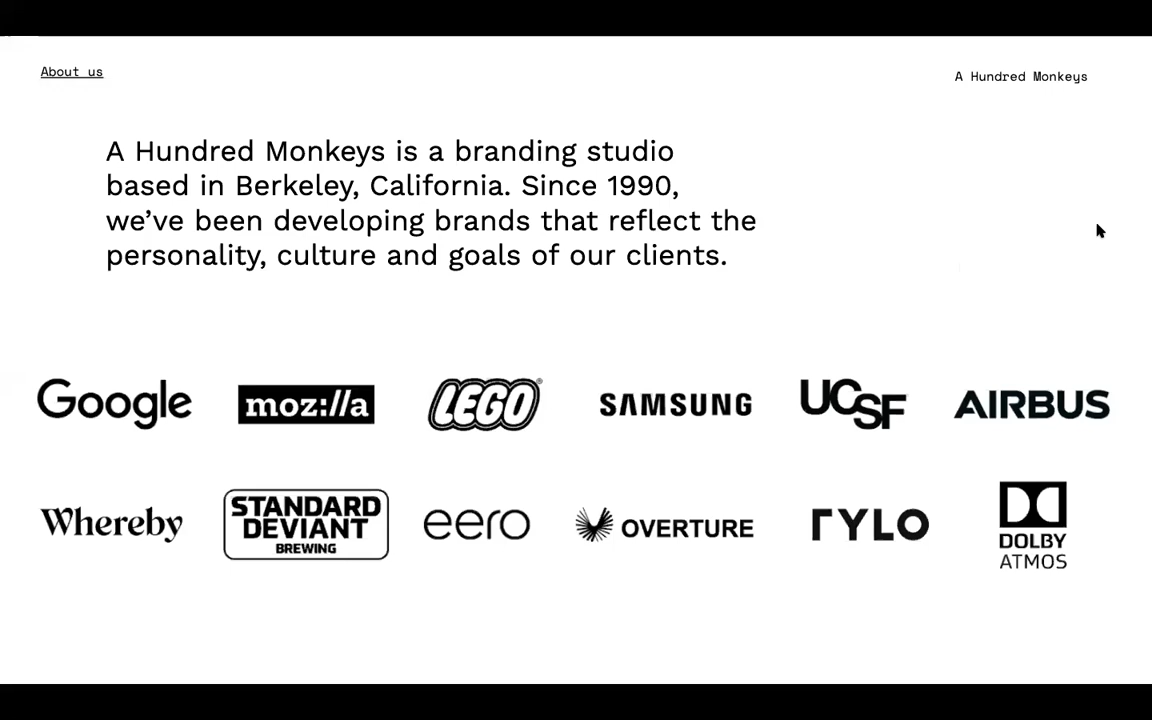 About us
A Hundred Monkeys
A Hundred Monkeys is a branding studio
based in Berkeley, California. Since 1990,
we’ve been developing brands that reflect the
personality, culture and goals of our clients.
Google
moz://a
LEGO®
SAMSUNG
UCSF
AIRBUS
Whereby
STANDARD
DEVIANT
BREWING
eero
OVERTURE
rYLO
DOLBY
ATMOS